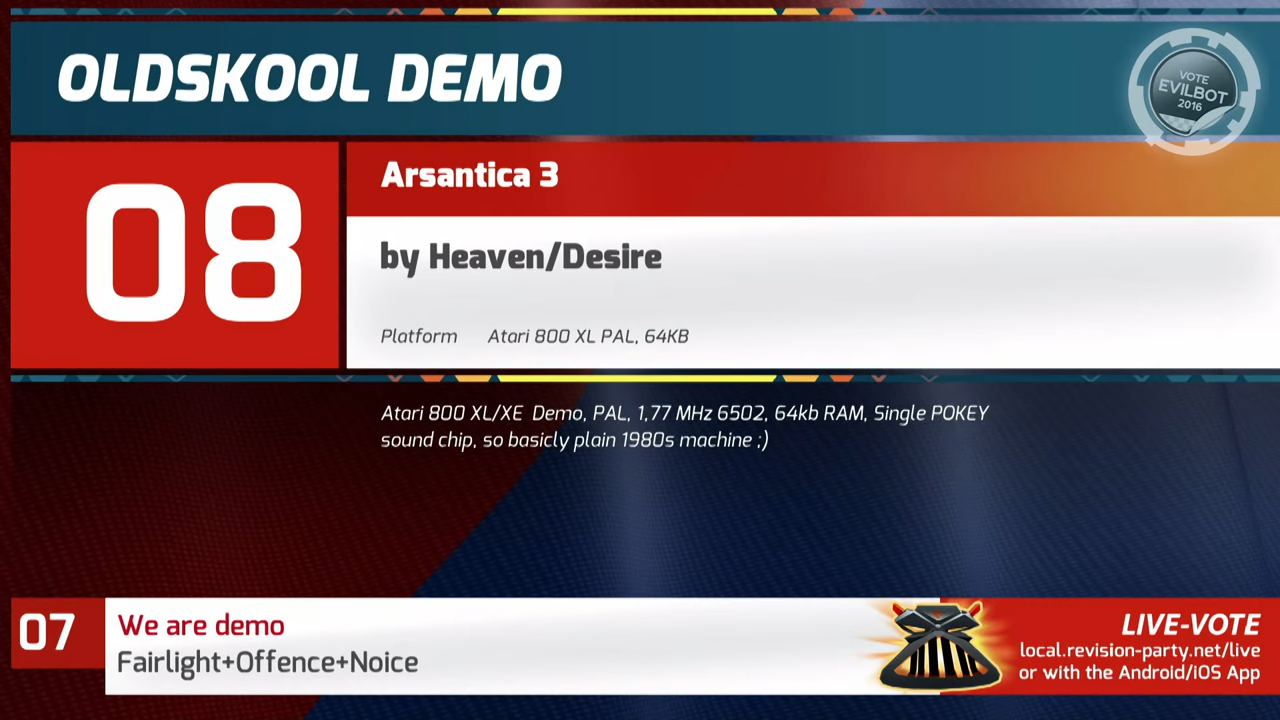 OLDSKOOL DEMO
VOTE
EVILBOT
2016
08
Arsantica 3
by Heaven/Desire
Platform Atari 800 XL PAL, 64KB
Atari 800 XL/XE Demo, PAL, 1,77 MHz 6502, 64kb RAM, Single POKEY
sound chip, so basicly plain 1980s machine ;)
07
We are demo
Fairlight+Offence+Noice
LIVE-VOTE
local.revision-party.net/live
or with the Android/iOS App